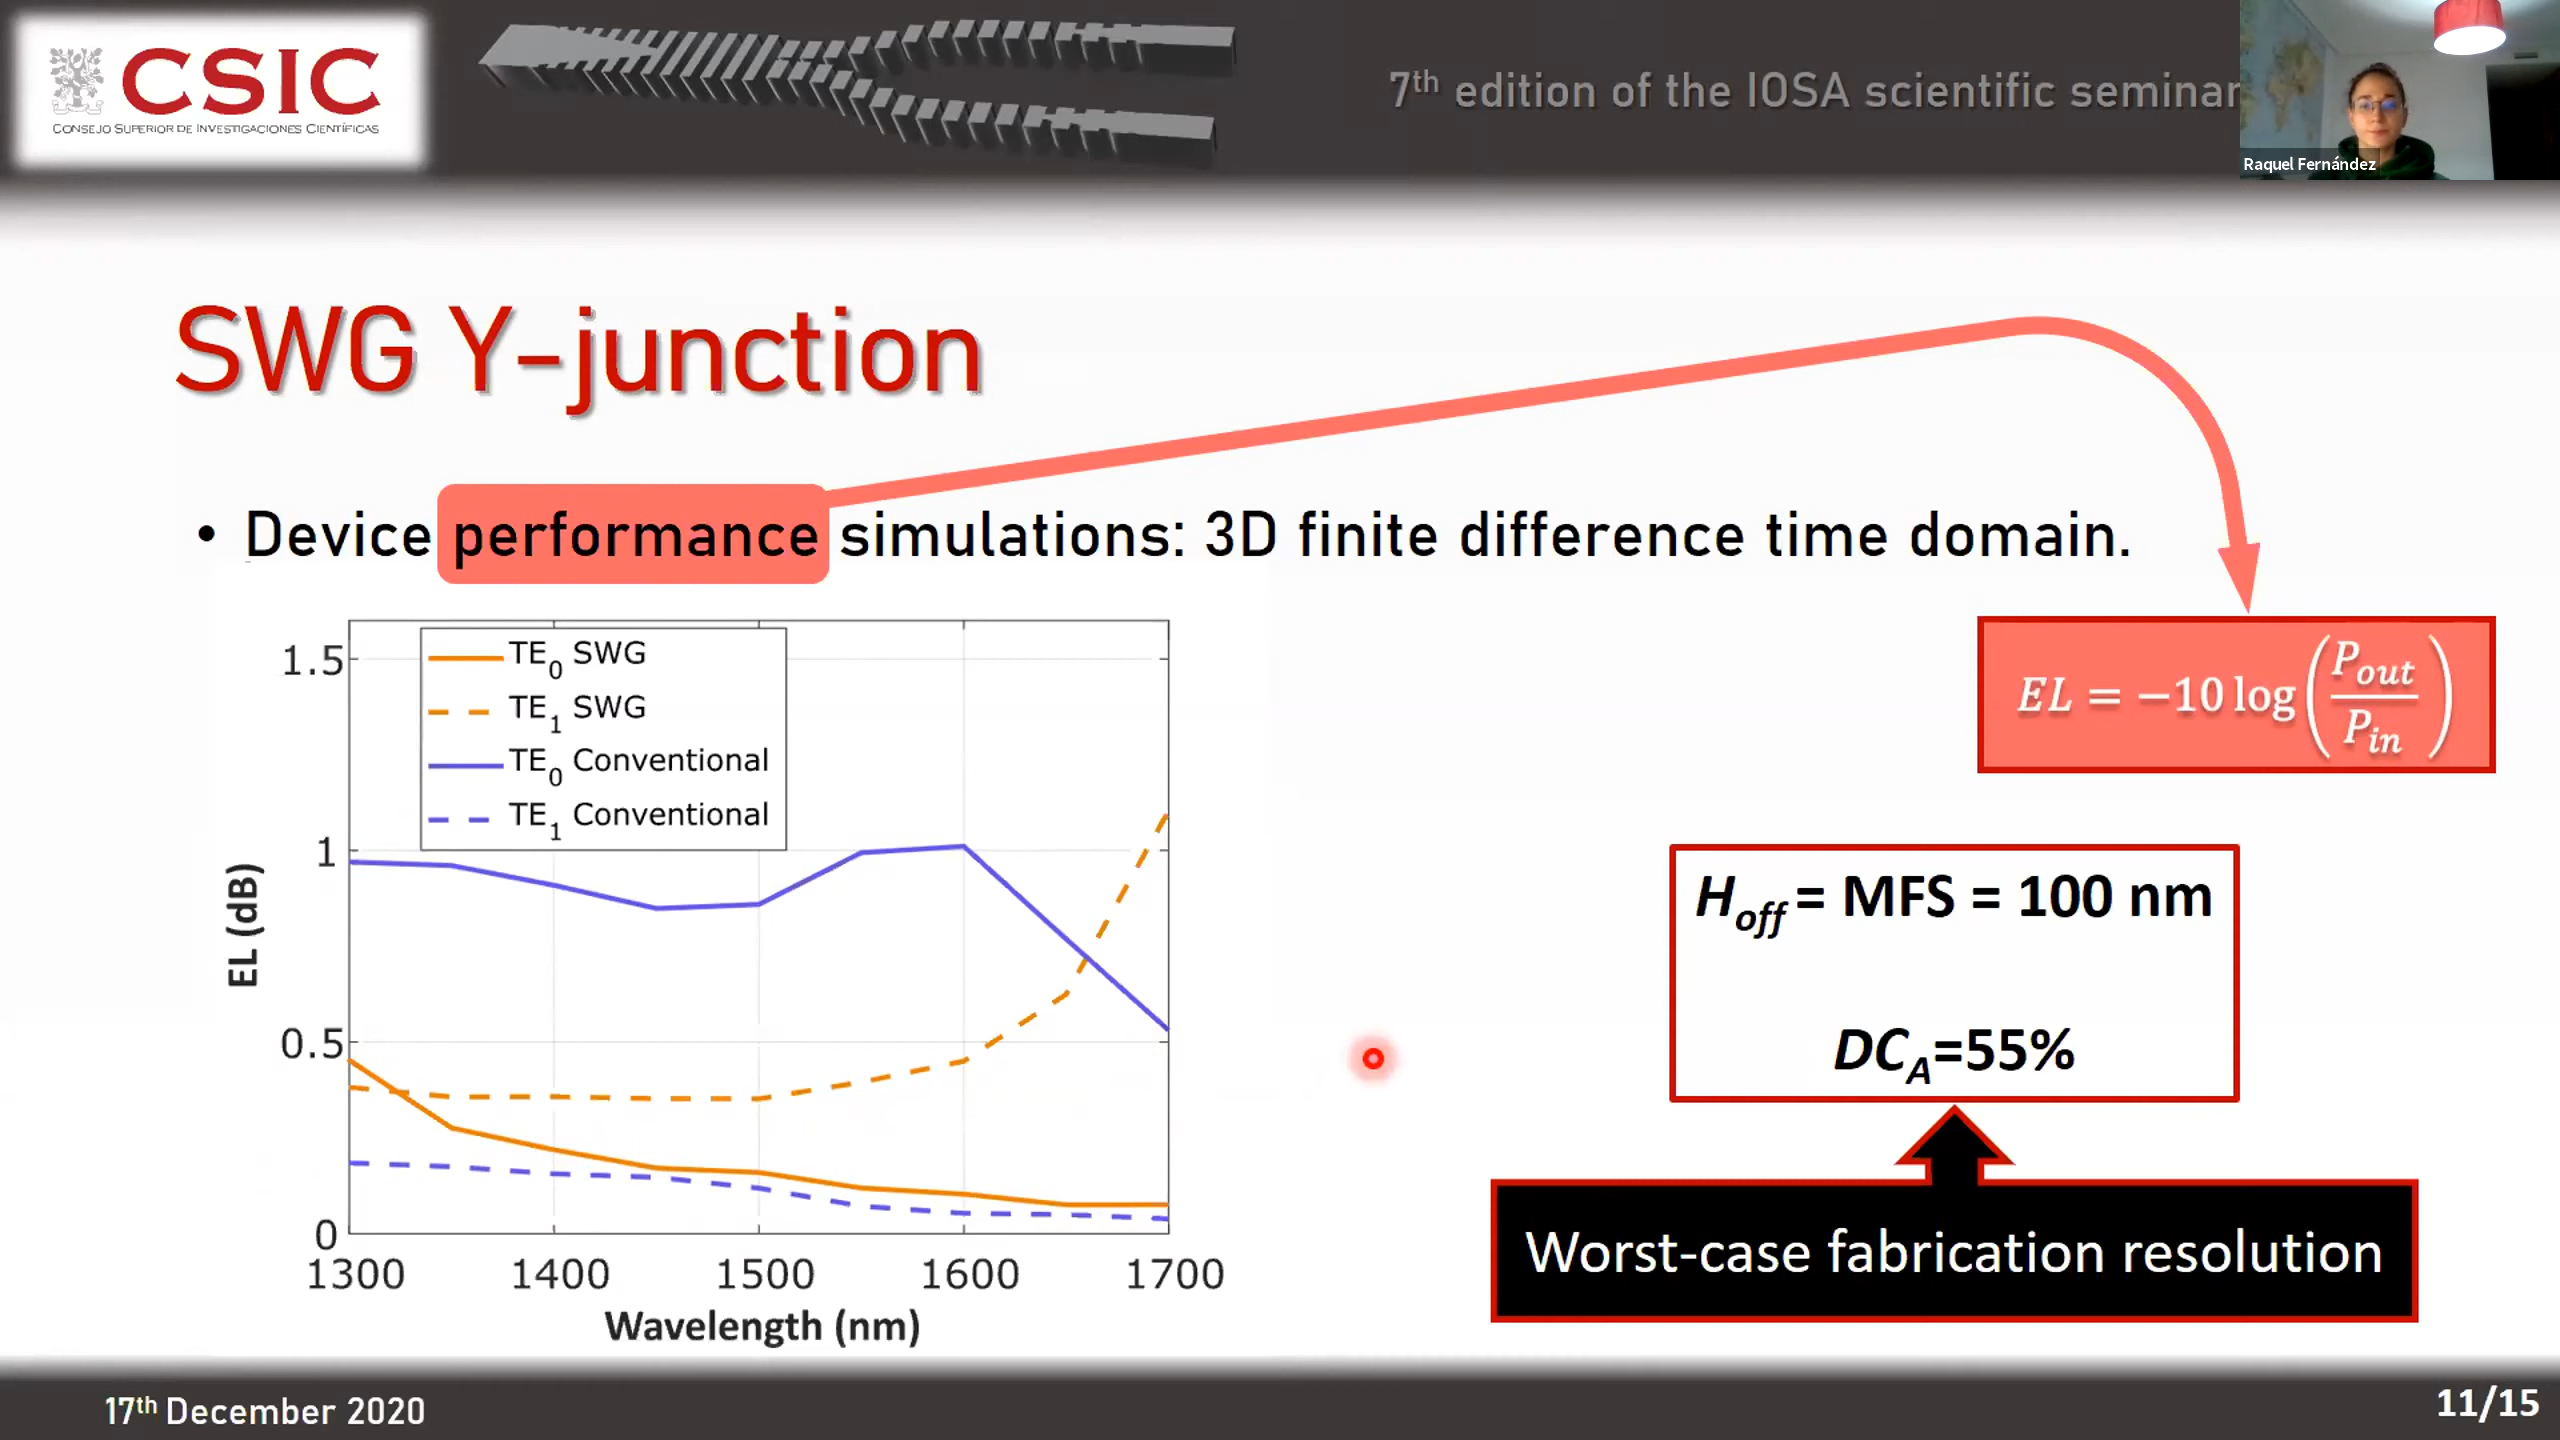 CSIC
CONSEJO SUPERIOR DE INVESTIGACIONES CIENTÍFICAS
7th edition of the IOSA scientific seminar
Raquel Fernández
SWG Y-junction
• Device performance simulations: 3D finite difference time domain.
TE0 SWG
TE1 SWG
TE0 Conventional
TE1 Conventional
1.5
1
0.5
0
EL (dB)
1300 1400 1500 1600 1700
Wavelength (nm)
EL = −10 log(Pout/Pin)
Hoff = MFS = 100 nm
DCA=55%
Worst-case fabrication resolution
17th December 2020
11/15